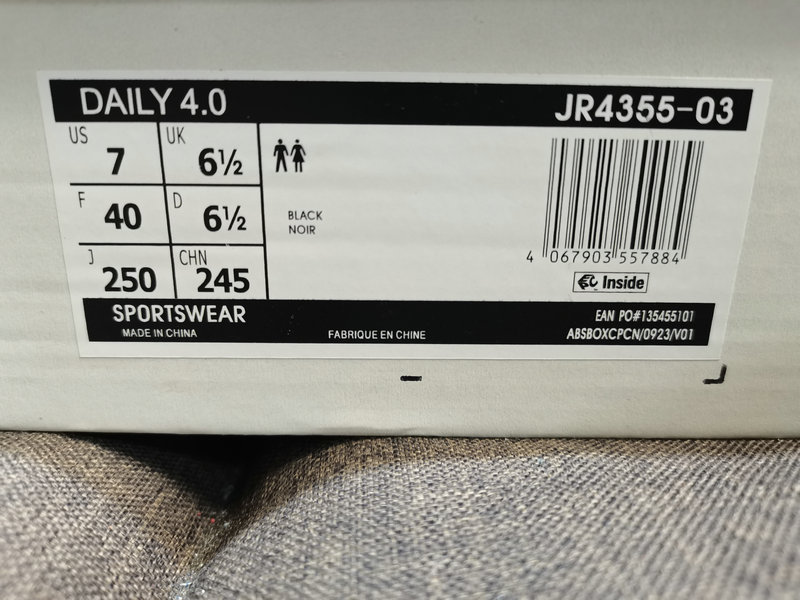 DAILY 4.0 JR4355-03
US 7 UK 6½
F 40 D 6½
J 250 CHN 245
BLACK
NOIR
4 067903 557884
Inside
SPORTSWEAR
MADE IN CHINA
FABRIQUE EN CHINE
EAN PO#135455101
ABSBOXCPCN/0923/V01